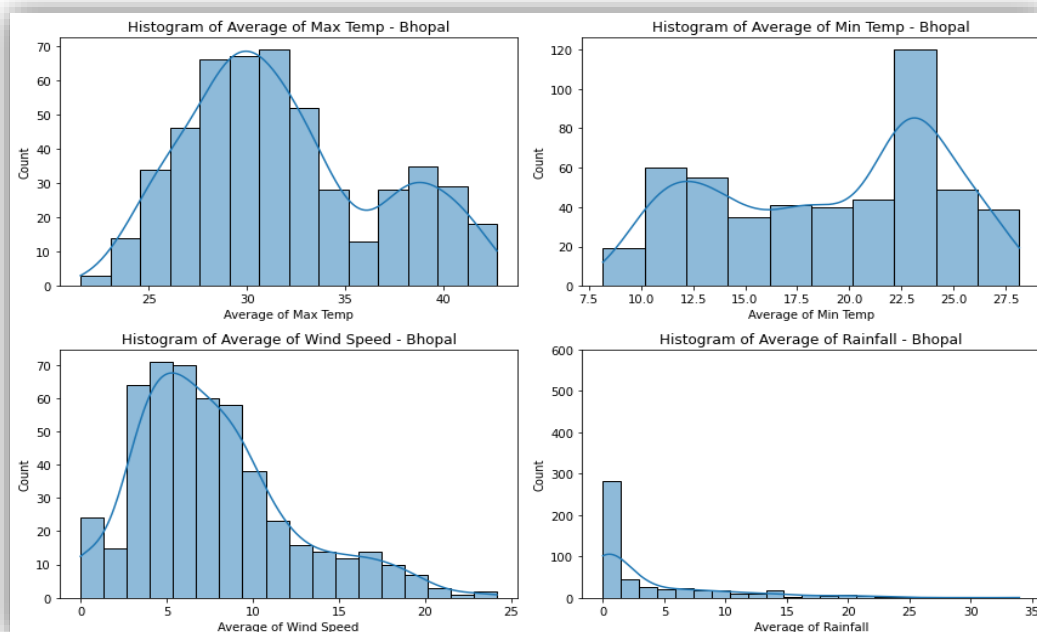 Histogram of Average of Max Temp - Bhopal
70
60
50
40
30
20
10
0
Count
25 30 35 40
Average of Max Temp
Histogram of Average of Min Temp - Bhopal
120
100
80
60
40
20
0
Count
7.5 10.0 12.5 15.0 17.5 20.0 22.5 25.0 27.5
Average of Min Temp
Histogram of Average of Wind Speed - Bhopal
70
60
50
40
30
20
10
0
Count
0 5 10 15 20 25
Average of Wind Speed
Histogram of Average of Rainfall - Bhopal
600
500
400
300
200
100
0
Count
0 5 10 15 20 25 30 35
Average of Rainfall